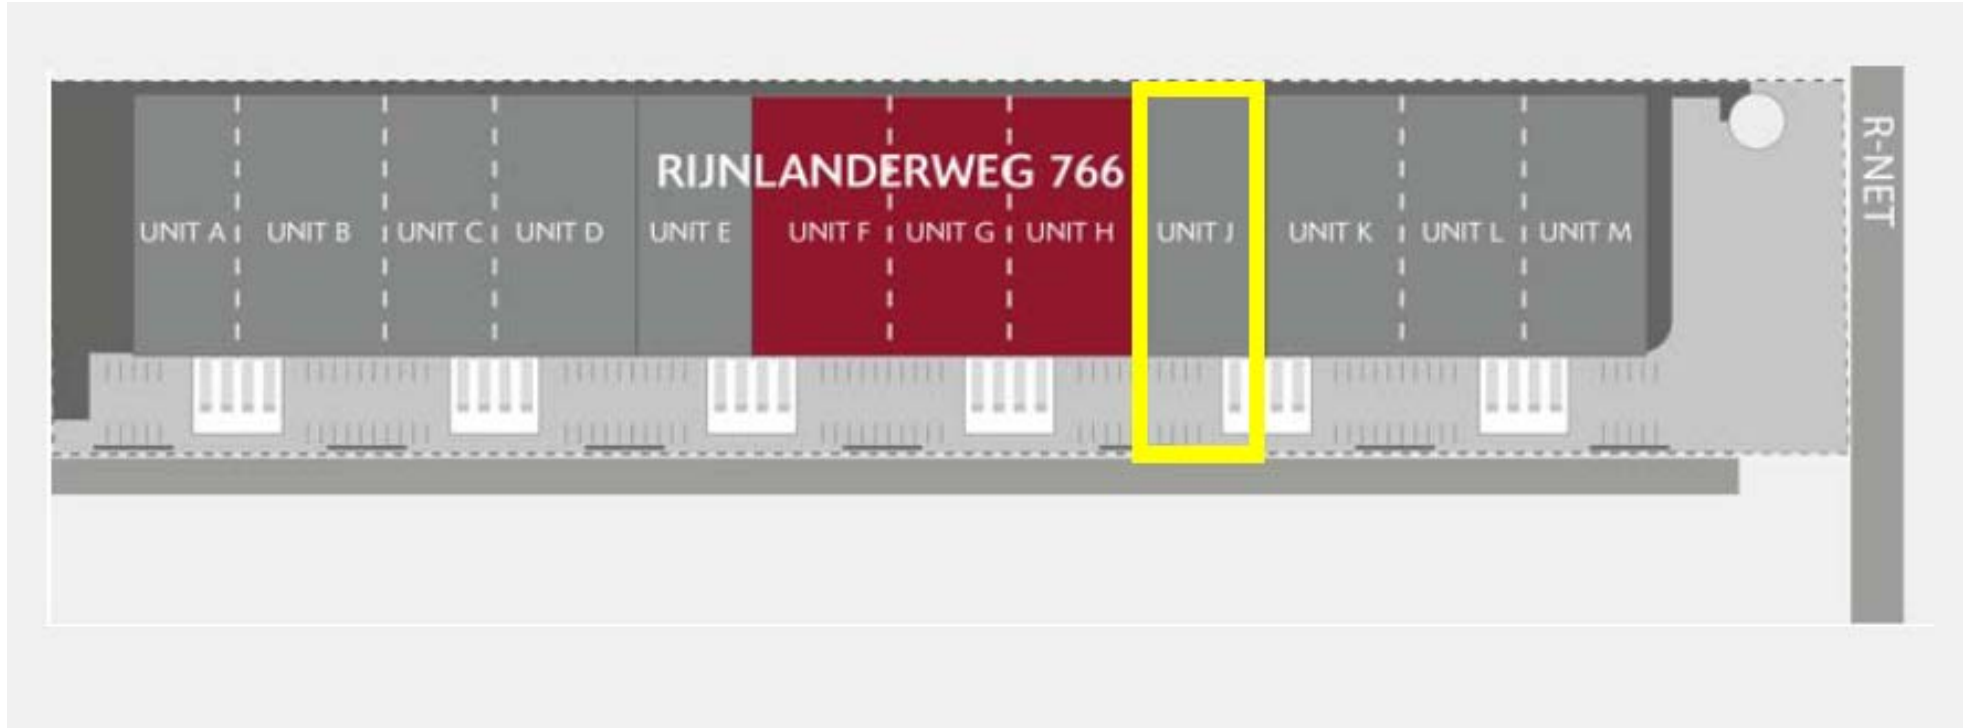 RIJNLANDERWEG 766
UNIT A UNIT B UNIT C UNIT D UNIT E UNIT F UNIT G UNIT H UNIT J UNIT K UNIT L UNIT M
R-NET